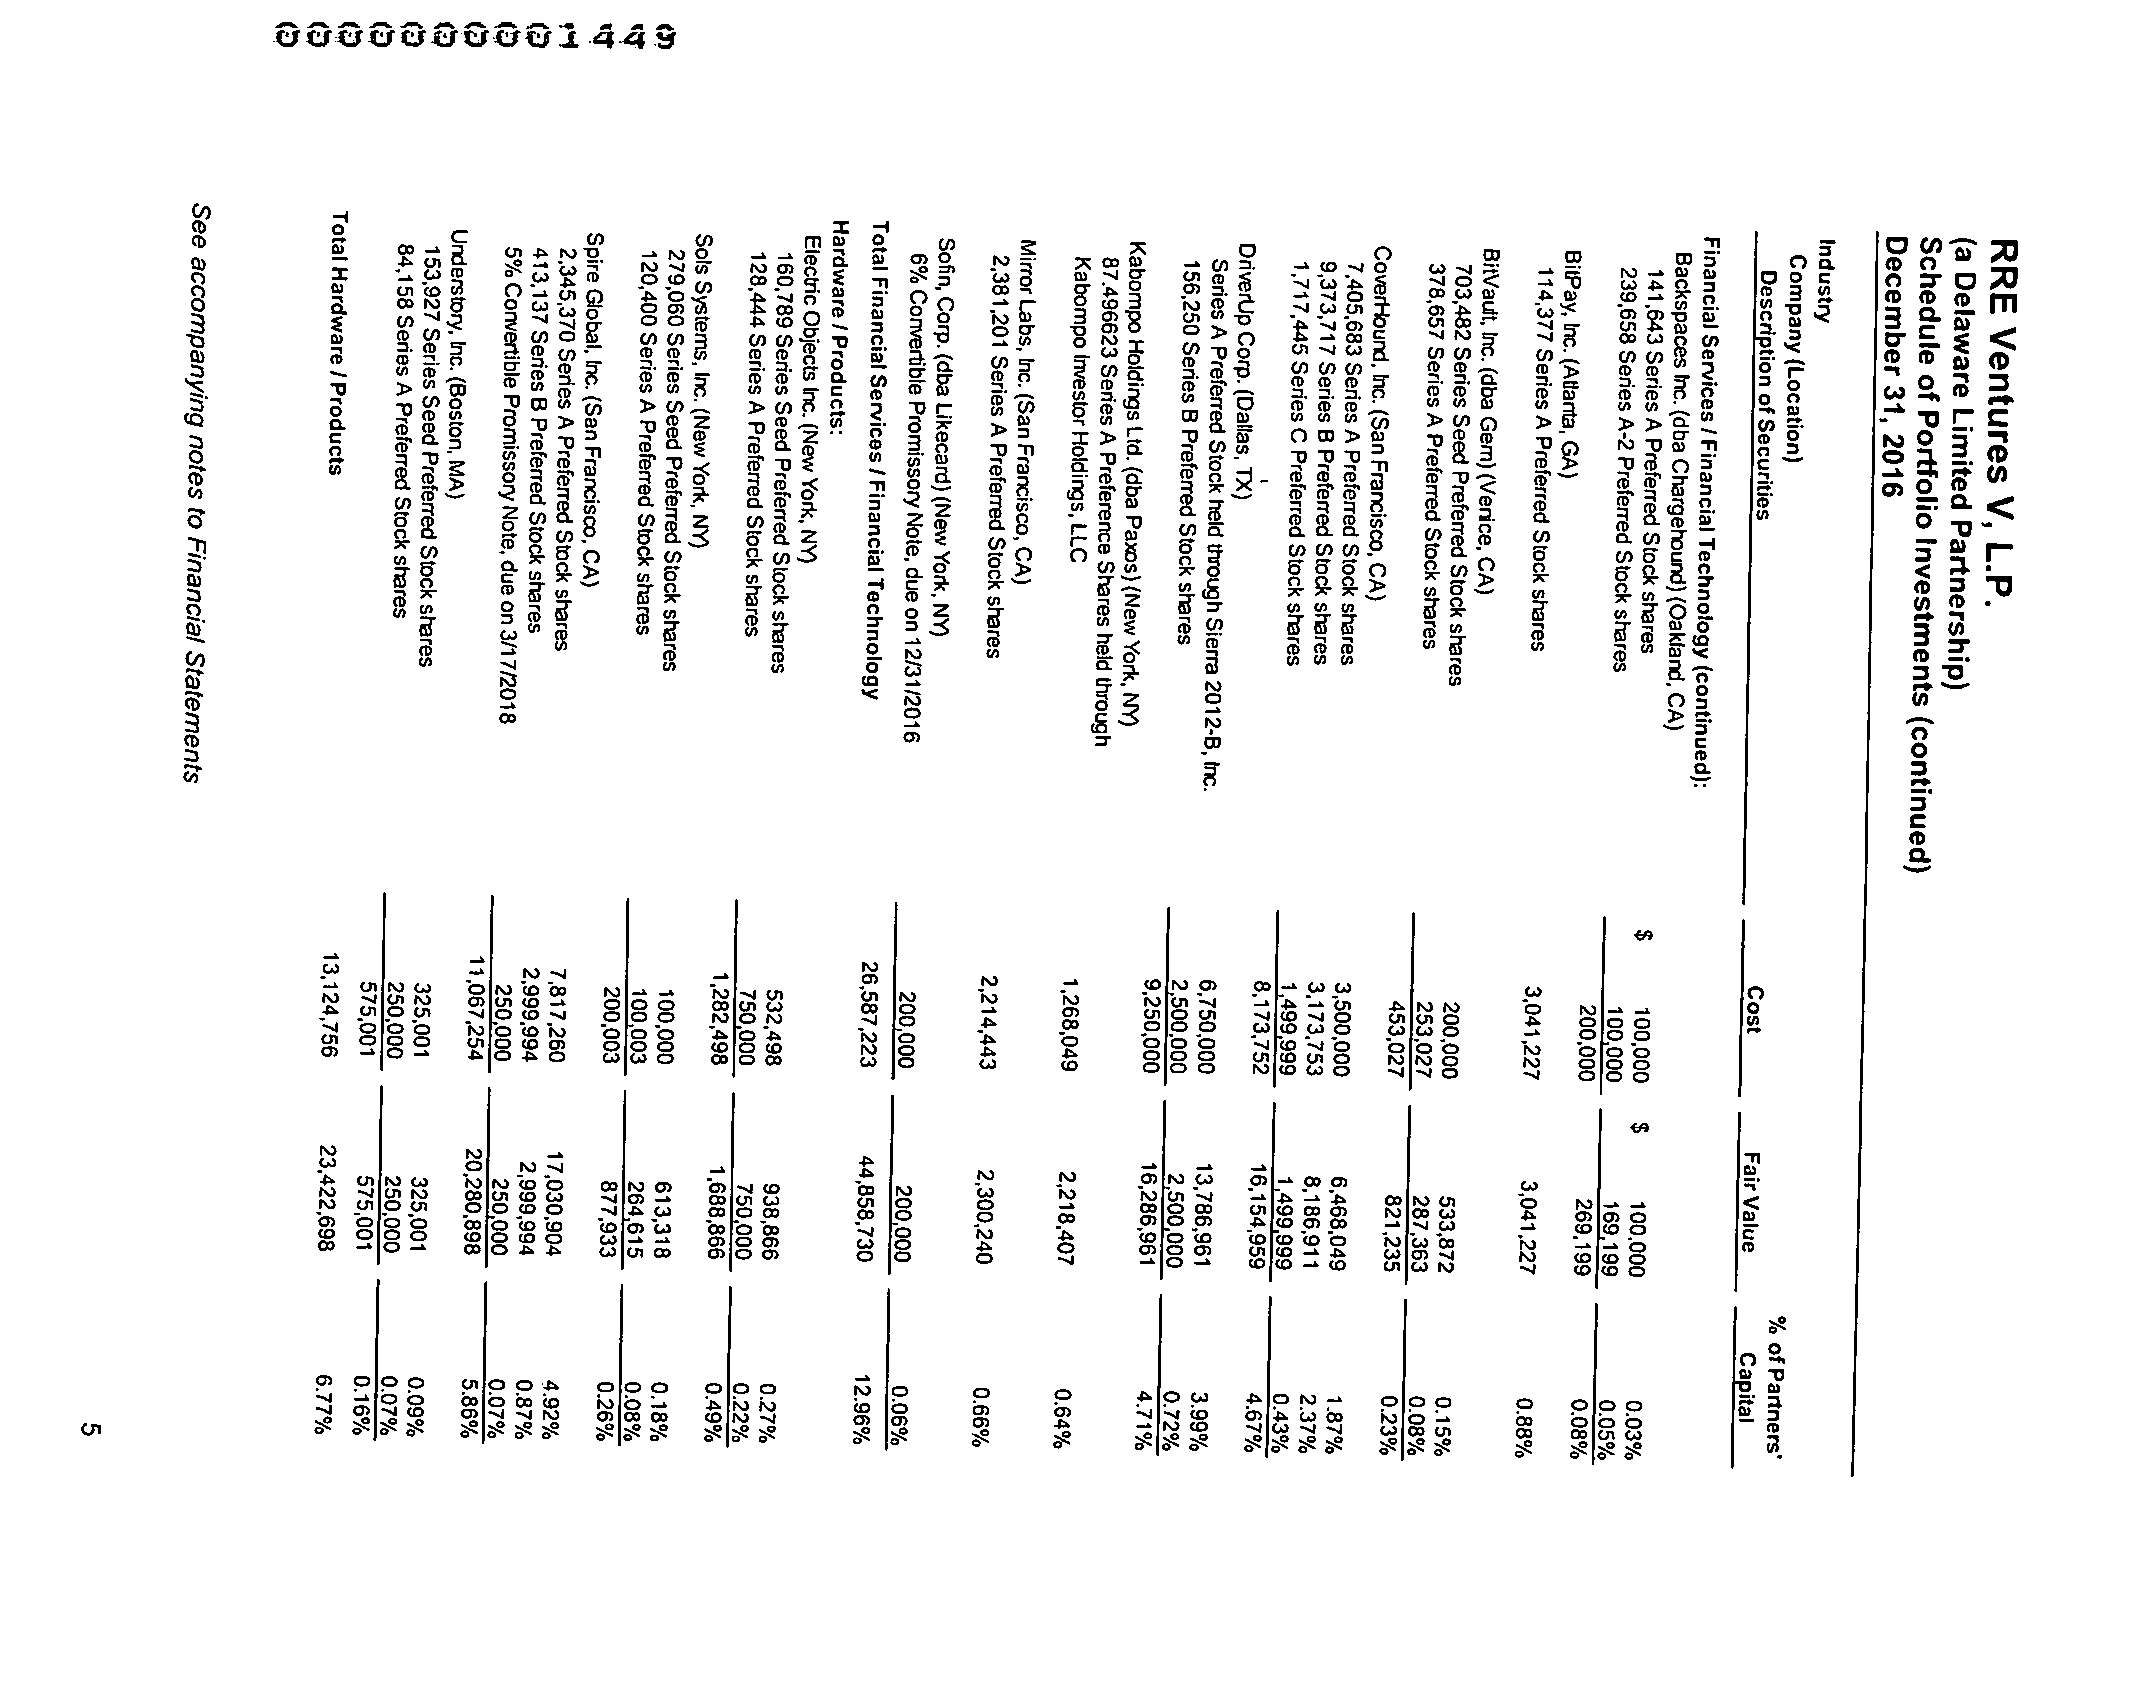 RRE Ventures V, L.P.
(a Delaware Limited Partnership)
Schedule of Portfolio Investments (continued)
December 31, 2016
Industry
Company (Location) % of Partners'
Description of Securities Cost Fair Value Capital
Financial Services / Financial Technology (continued):
Backspaces Inc. (dba Chargehound) (Oakland, CA)
141,643 Series A Preferred Stock shares $ 100,000 $ 100,000 0.03%
239,658 Series A-2 Preferred Stock shares 100,000 169,199 0.05%
200,000 269,199 0.08%
BitPay, Inc. (Atlanta, GA)
114,377 Series A Preferred Stock shares 3,041,227 3,041,227 0.88%
BitVault, Inc. (dba Gem) (Venice, CA)
703,482 Series Seed Preferred Stock shares 200,000 533,872 0.15%
378,657 Series A Preferred Stock shares 253,027 287,363 0.08%
453,027 821,235 0.23%
CoverHound, Inc. (San Francisco, CA)
7,405,683 Series A Preferred Stock shares 3,500,000 6,468,049 1.87%
9,373,717 Series B Preferred Stock shares 3,173,753 8,186,911 2.37%
1,717,445 Series C Preferred Stock shares 1,499,999 1,499,999 0.43%
8,173,752 16,154,959 4.67%
DriverUp Corp. (Dallas, TX)
Series A Preferred Stock held through Sierra 2012-B, Inc. 6,750,000 13,786,961 3.99%
156,250 Series B Preferred Stock shares 2,500,000 2,500,000 0.72%
9,250,000 16,286,961 4.71%
Kabompo Holdings Ltd. (dba Paxos) (New York, NY)
87.496623 Series A Preference Shares held through
Kabompo Investor Holdings, LLC 1,268,049 2,218,407 0.64%
Mirror Labs, Inc. (San Francisco, CA)
2,381,201 Series A Preferred Stock shares 2,214,443 2,300,240 0.66%
Sofin, Corp. (dba Likecard) (New York, NY)
6% Convertible Promissory Note, due on 12/31/2016 200,000 200,000 0.06%
Total Financial Services / Financial Technology 26,587,223 44,858,730 12.96%
Hardware / Products:
Electric Objects Inc. (New York, NY)
160,789 Series Seed Preferred Stock shares 532,498 938,866 0.27%
128,444 Series A Preferred Stock shares 750,000 750,000 0.22%
1,282,498 1,688,866 0.49%
Sols Systems, Inc. (New York, NY)
279,060 Series Seed Preferred Stock shares 100,000 613,318 0.18%
120,400 Series A Preferred Stock shares 100,003 264,615 0.08%
200,003 877,933 0.26%
Spire Global, Inc. (San Francisco, CA)
2,345,370 Series A Preferred Stock shares 7,817,260 17,030,904 4.92%
413,137 Series B Preferred Stock shares 2,999,994 2,999,994 0.87%
5% Convertible Promissory Note, due on 3/17/2018 250,000 250,000 0.07%
11,067,254 20,280,898 5.86%
Understory, Inc. (Boston, MA)
153,927 Series Seed Preferred Stock shares 325,001 325,001 0.09%
84,158 Series A Preferred Stock shares 250,000 250,000 0.07%
575,001 575,001 0.16%
Total Hardware / Products 13,124,756 23,422,698 6.77%
See accompanying notes to Financial Statements
5
0000000001449